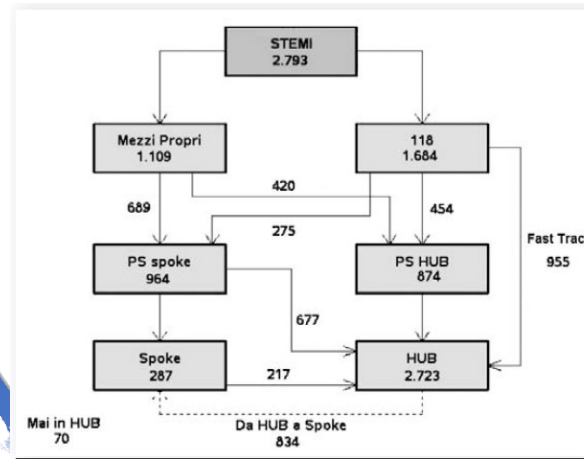 STEMI
2.793
Mezzi Propri
1.109
118
1.684
420
689
275
454
Fast Trac
955
PS spoke
964
PS HUB
874
677
Spoke
287
217
HUB
2.723
Mai in HUB
70
Da HUB a Spoke
834